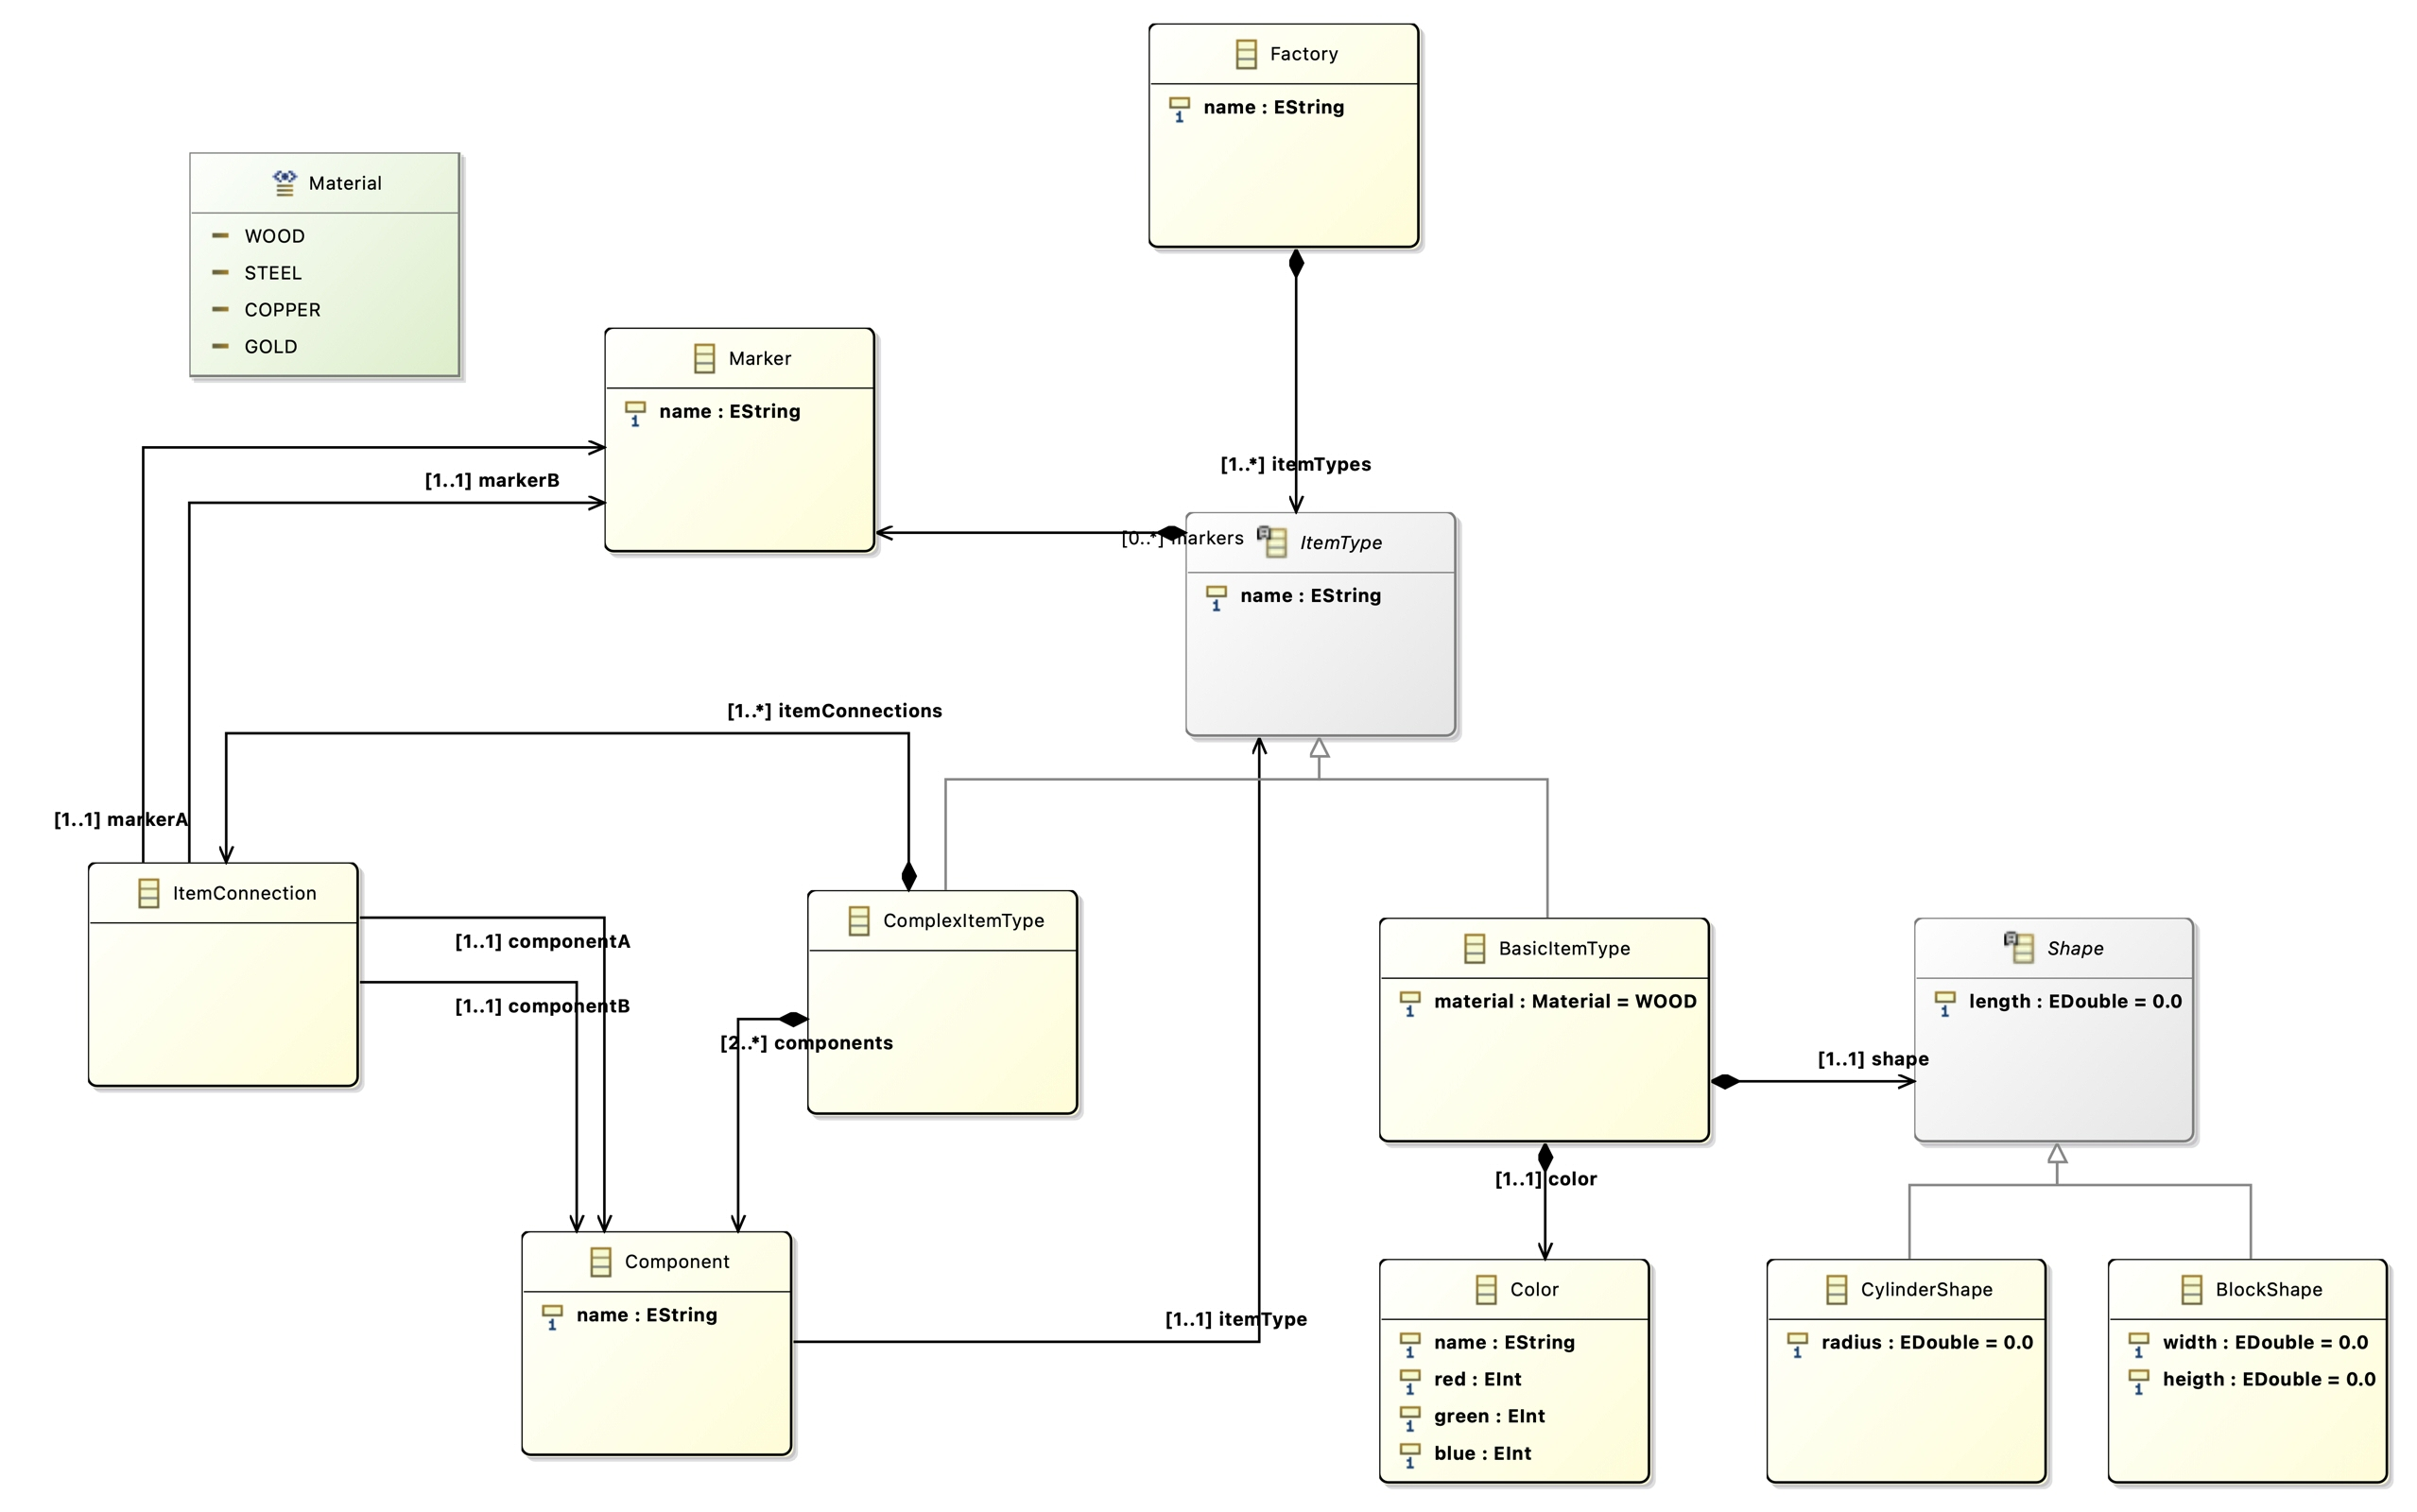 Factory
name : EString
Material
WOOD
STEEL
COPPER
GOLD
Marker
name : EString
[1..1] markerB
[1..*] itemTypes
[0..*] markers
ItemType
name : EString
[1..*] itemConnections
[1..1] markerA
ItemConnection
[1..1] componentA
[1..1] componentB
ComplexItemType
[2..*] components
BasicItemType
material : Material = WOOD
Shape
length : EDouble = 0.0
[1..1] shape
[1..1] color
Component
name : EString
[1..1] itemType
Color
name : EString
red : EInt
green : EInt
blue : EInt
CylinderShape
radius : EDouble = 0.0
BlockShape
width : EDouble = 0.0
heigth : EDouble = 0.0